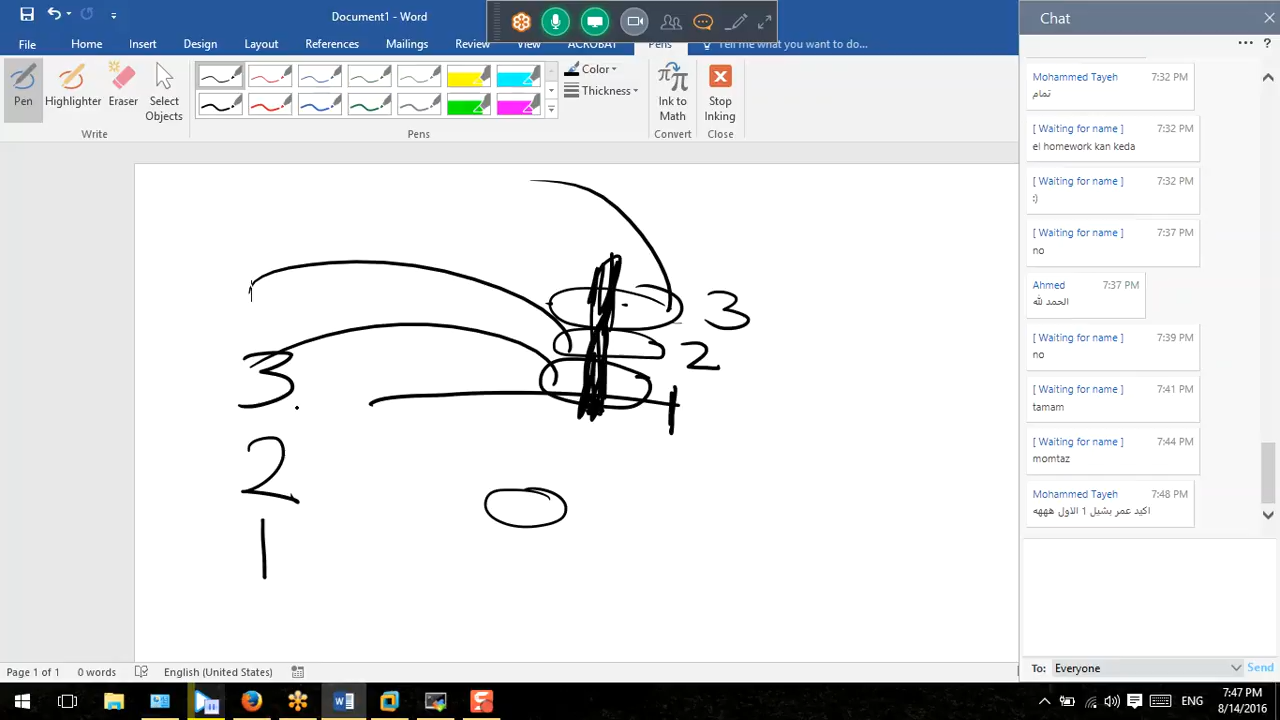 Document1 - Word
File
Home
Insert
Design
Layout
References
Mailings
Review
View
ACROBAT
Pens
Tell me what you want to do...
Pen
Highlighter
Eraser
Select Objects
Color
Thickness
Ink to Math
Stop Inking
Write
Pens
Convert
Close
3
2
1
3
2
1
Page 1 of 1
0 words
English (United States)
Chat
?
Mohammed Tayeh 7:32 PM
تمام
[ Waiting for name ] 7:32 PM
el homework kan keda
[ Waiting for name ] 7:32 PM
:)
[ Waiting for name ] 7:37 PM
no
Ahmed 7:37 PM
الحمد لله
[ Waiting for name ] 7:39 PM
no
[ Waiting for name ] 7:41 PM
tamam
[ Waiting for name ] 7:44 PM
momtaz
Mohammed Tayeh 7:48 PM
اكيد عمر بشيل 1 الاول هههه
To: Everyone
Send
ENG
7:47 PM
8/14/2016